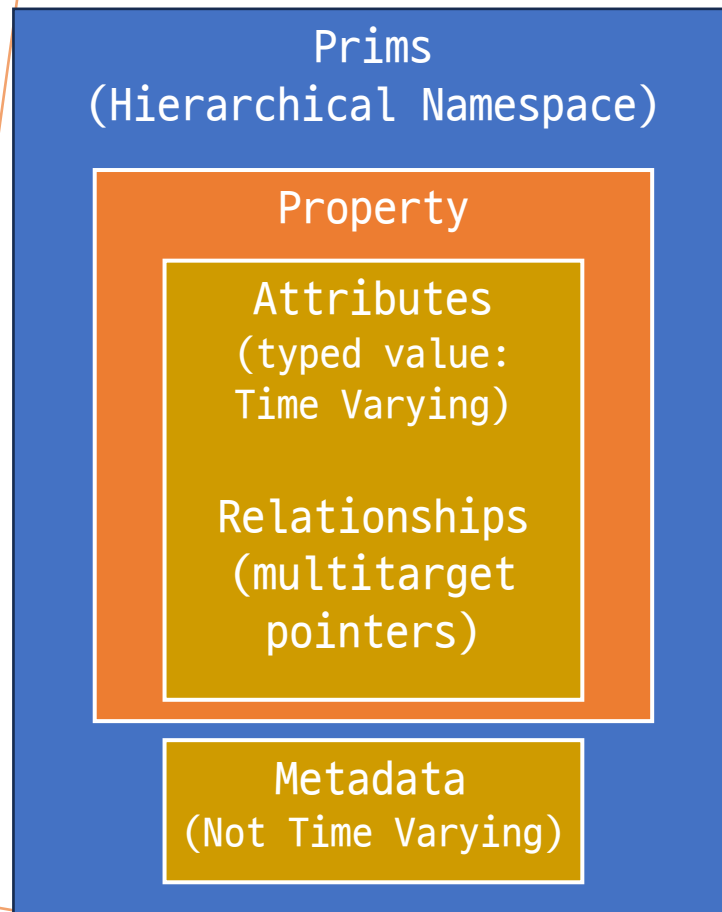 Prims
(Hierarchical Namespace)
Property
Attributes
(typed value:
Time Varying)
Relationships
(multitarget
pointers)
Metadata
(Not Time Varying)